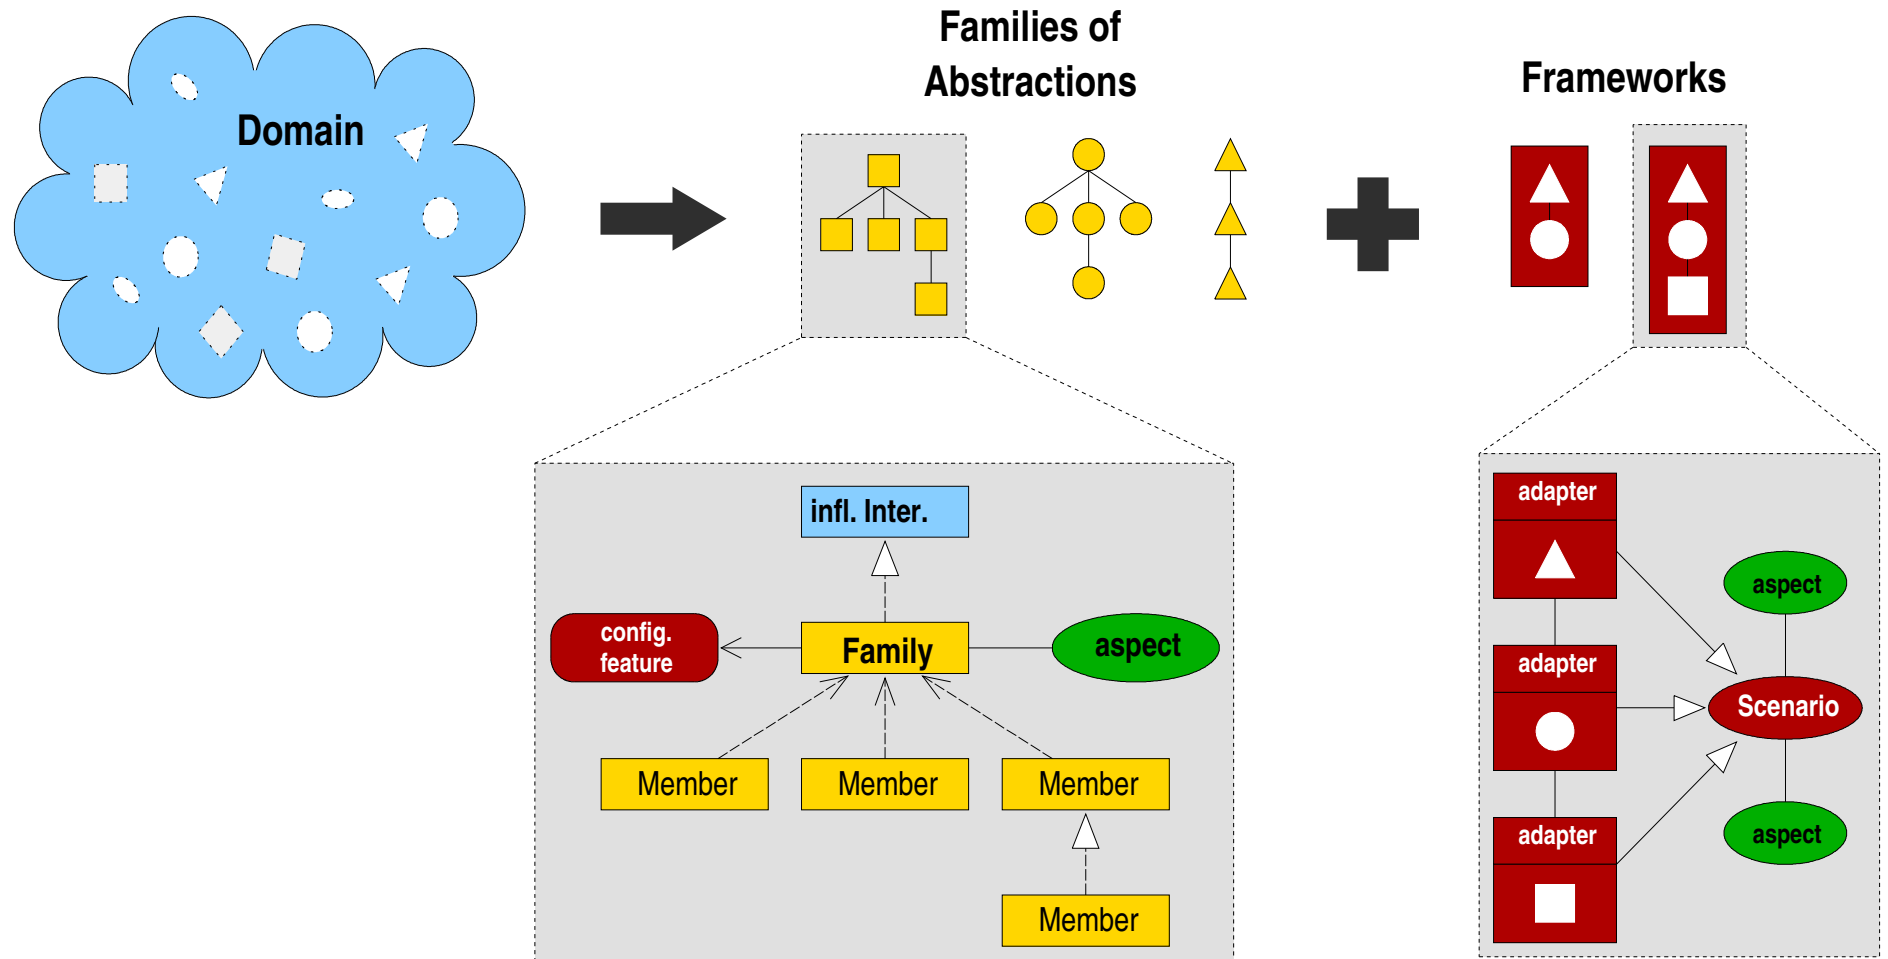 Families of
Abstractions
Frameworks
Domain
infl. Inter.
config.
feature
Family
aspect
Member
Member
Member
Member
adapter
adapter
adapter
aspect
Scenario
aspect